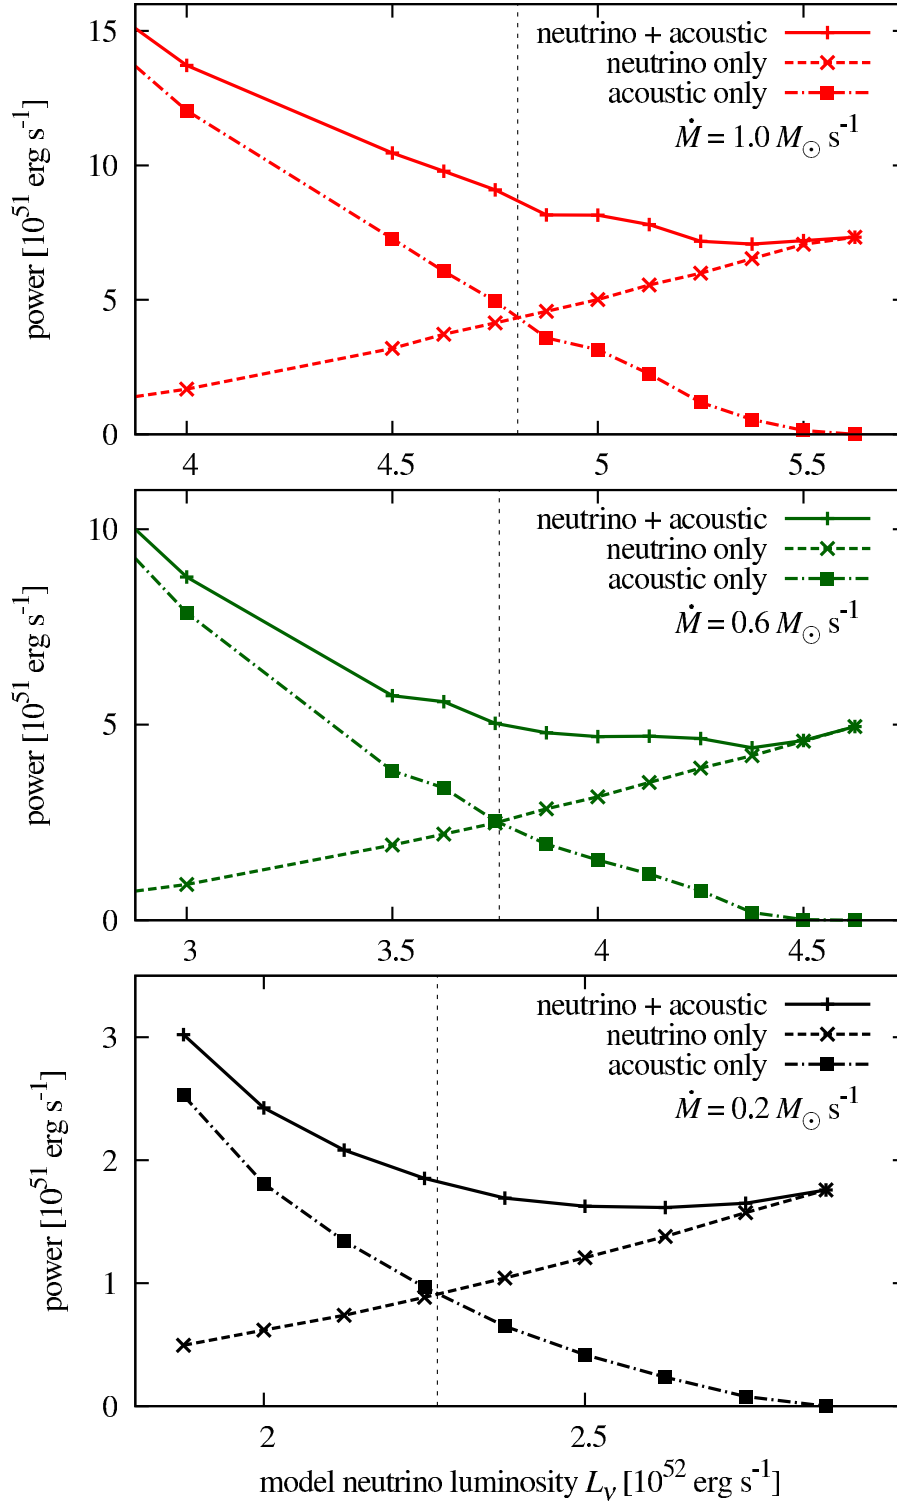 15
10
5
0
power [10^51 erg s^-1]
neutrino + acoustic
neutrino only
acoustic only
Ṁ = 1.0 M_⊙ s^-1
4 4.5 5 5.5
10
5
0
power [10^51 erg s^-1]
neutrino + acoustic
neutrino only
acoustic only
Ṁ = 0.6 M_⊙ s^-1
3 3.5 4 4.5
3
2
1
0
power [10^51 erg s^-1]
neutrino + acoustic
neutrino only
acoustic only
Ṁ = 0.2 M_⊙ s^-1
2 2.5
model neutrino luminosity L_ν [10^52 erg s^-1]